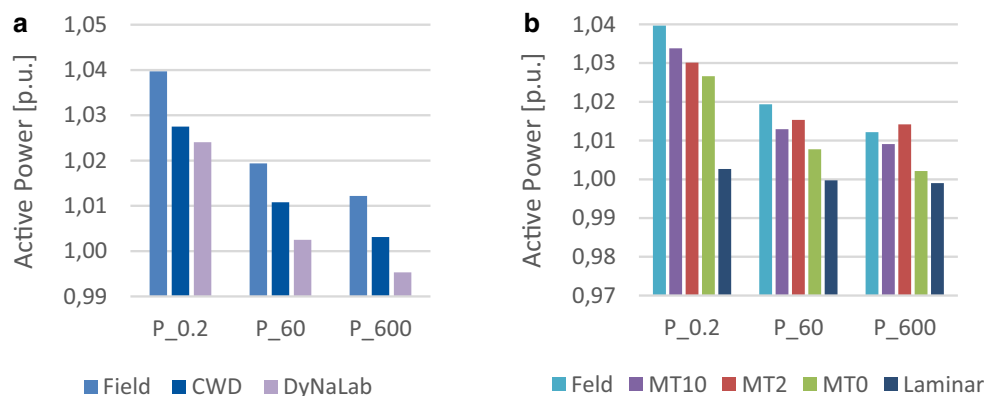 a
Active Power [p.u.]
1,05
1,04
1,03
1,02
1,01
1,00
0,99
P_0.2 P_60 P_600
Field CWD DyNaLab
b
Active Power [p.u.]
1,04
1,03
1,02
1,01
1,00
0,99
0,98
0,97
P_0.2 P_60 P_600
Feld MT10 MT2 MT0 Laminar